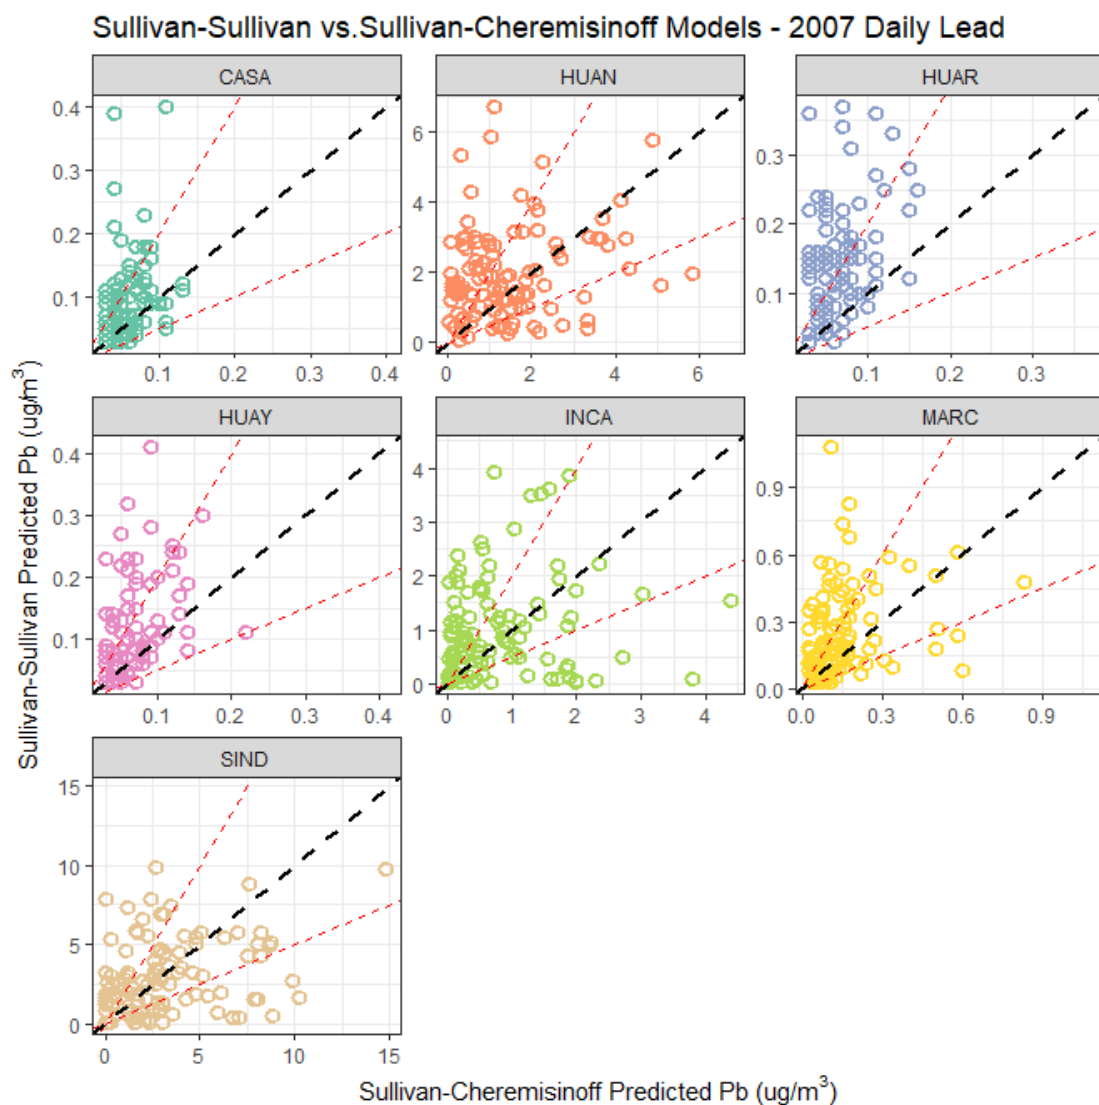 Sullivan-Sullivan vs.Sullivan-Cheremisinoff Models - 2007 Daily Lead
CASA
HUAN
HUAR
0.4
0.3
0.2
0.1
0.1 0.2 0.3 0.4
6
4
2
0
0 2 4 6
0.3
0.2
0.1
0.1 0.2 0.3
HUAY
INCA
MARC
0.4
0.3
0.2
0.1
0.1 0.2 0.3 0.4
4
3
2
1
0
0 1 2 3 4
0.9
0.6
0.3
0.0
0.0 0.3 0.6 0.9
SIND
15
10
5
0
0 5 10 15
Sullivan-Sullivan Predicted Pb (ug/m³)
Sullivan-Cheremisinoff Predicted Pb (ug/m³)